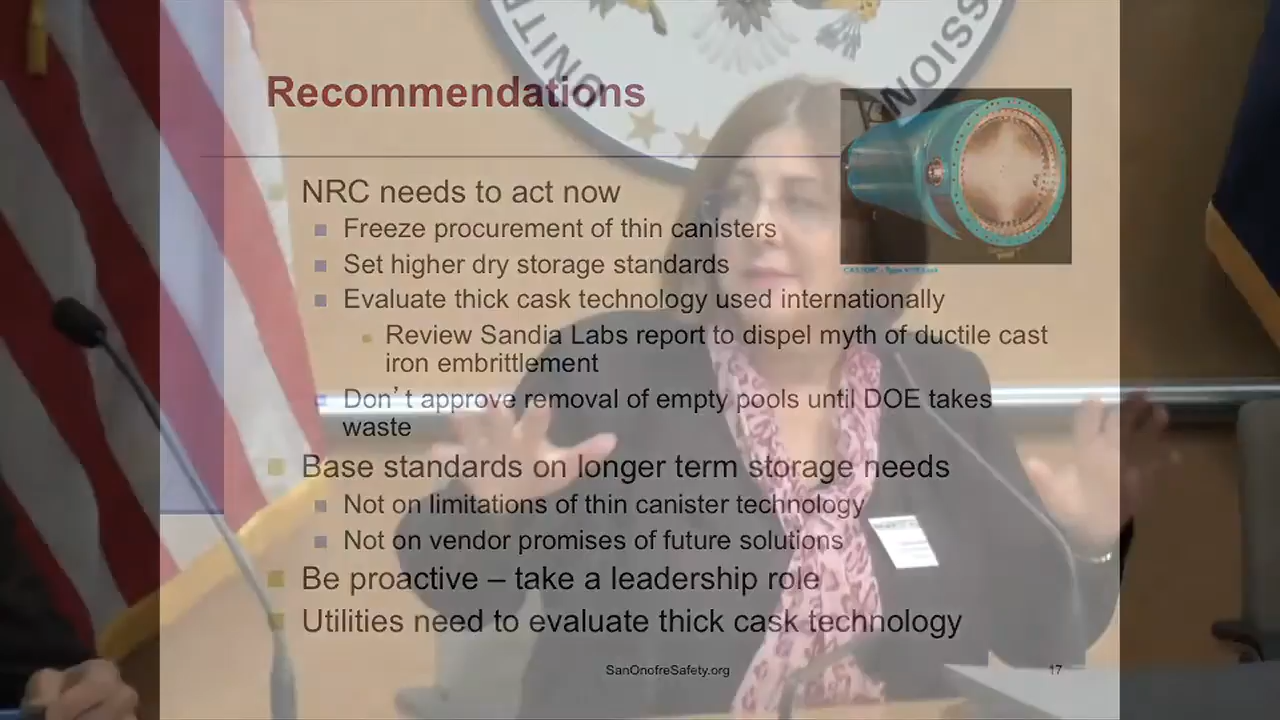 UNITE
SSION
Recommendations
NRC needs to act now
Freeze procurement of thin canisters
Set higher dry storage standards
Evaluate thick cask technology used internationally
Review Sandia Labs report to dispel myth of ductile cast
iron embrittlement
Don't approve removal of empty pools until DOE takes
waste
Base standards on longer term storage needs
Not on limitations of thin canister technology
Not on vendor promises of future solutions
Be proactive – take a leadership role
Utilities need to evaluate thick cask technology
SanOnofreSafety.org
17